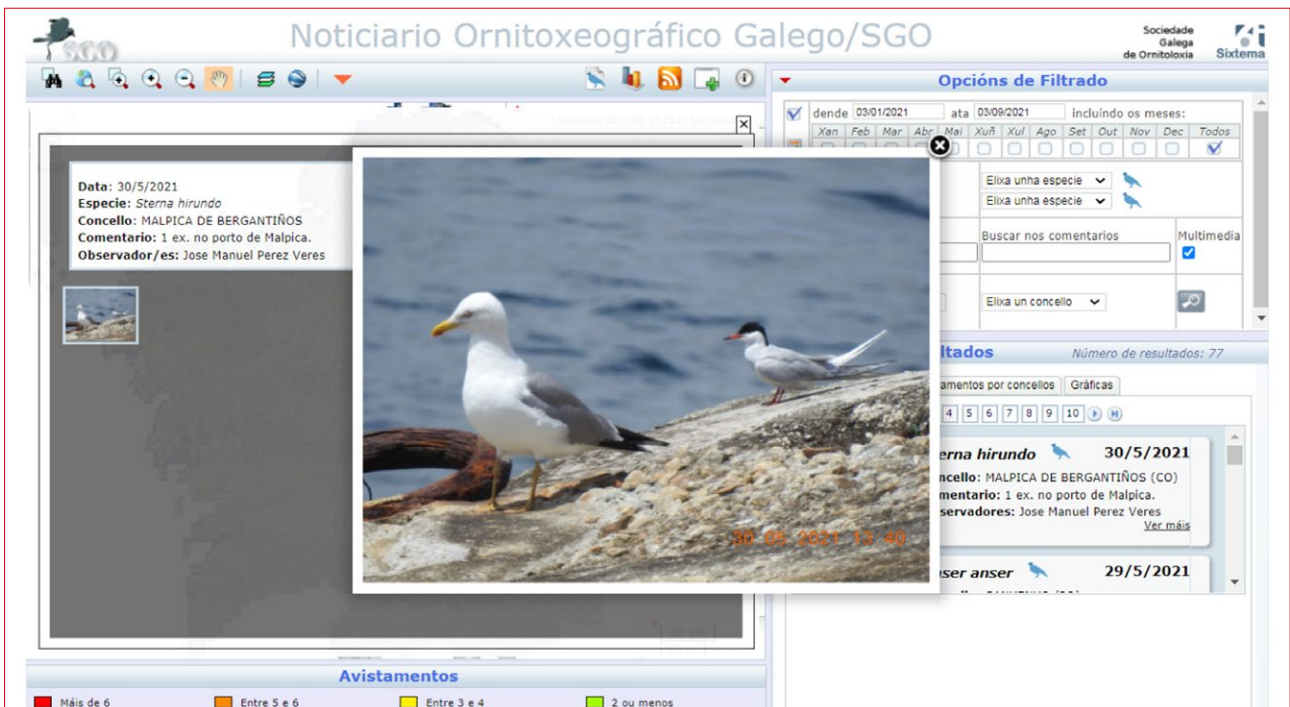 SGO
Noticiario Ornitoxeográfico Galego/SGO
Sociedade
Galega
de Ornitoloxía
Sixtema
Opcións de Filtrado
dende 03/01/2021 ata 03/09/2021 incluíndo os meses:
Xan Feb Mar Abr Mai Xuñ Xul Ago Set Out Nov Dec Todos
Data: 30/5/2021
Especie: Sterna hirundo
Concello: MALPICA DE BERGANTIÑOS
Comentario: 1 ex. no porto de Malpica.
Observador/es: Jose Manuel Perez Veres
Elixa unha especie
Elixa unha especie
Buscar nos comentarios
Multimedia
Elixa un concello
ltados
Número de resultados: 77
amentos por concellos
Gráficas
4 5 6 7 8 9 10
erna hirundo 30/5/2021
ncello: MALPICA DE BERGANTIÑOS (CO)
mentario: 1 ex. no porto de Malpica.
servadores: Jose Manuel Perez Veres
Ver máis
ser anser 29/5/2021
2021 13 40
Avistamentos
Máis de 6
Entre 5 e 6
Entre 3 e 4
2 ou menos